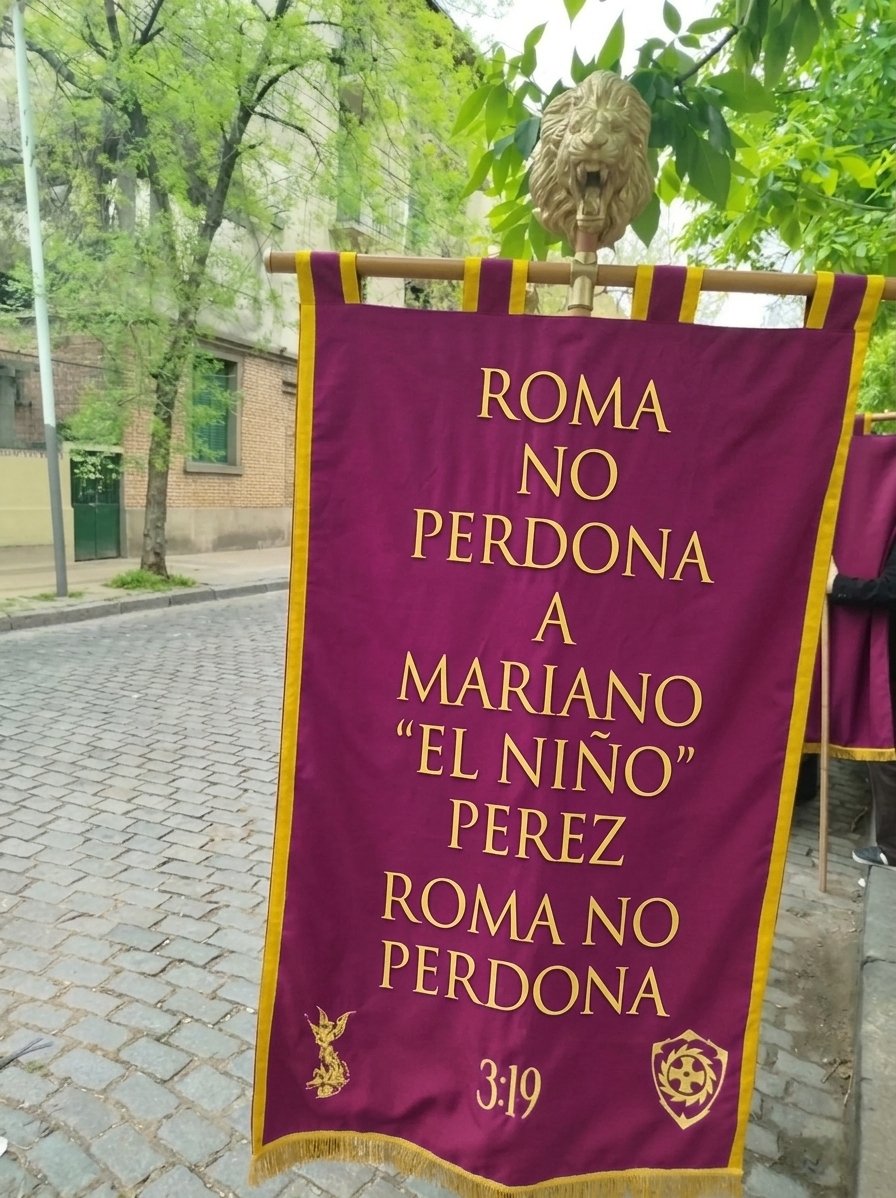 ROMA
NO
PERDONA
A
MARIANO
“EL NIÑO”
PEREZ
ROMA NO
PERDONA
3:19